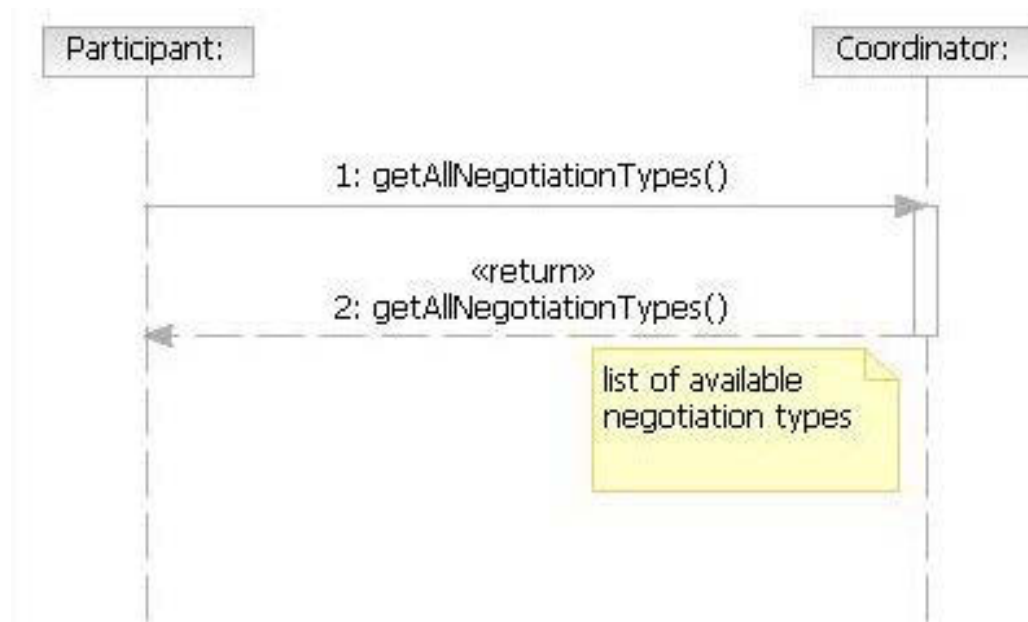 Participant:
Coordinator:
1: getAllNegotiationTypes()
«return»
2: getAllNegotiationTypes()
list of available
negotiation types